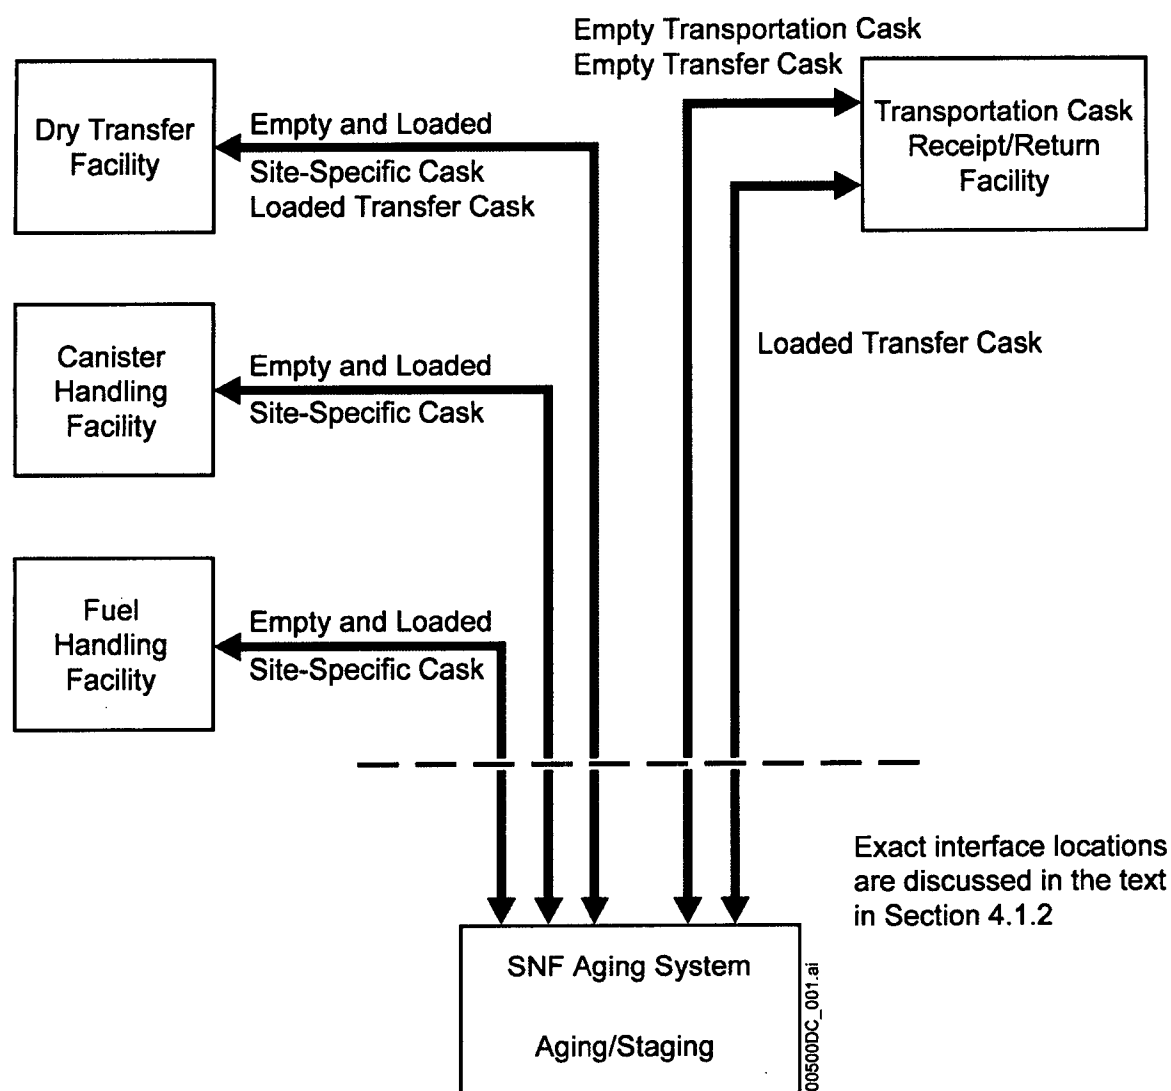 Empty Transportation Cask
Empty Transfer Cask
Dry Transfer
Facility
Empty and Loaded
Site-Specific Cask
Loaded Transfer Cask
Transportation Cask
Receipt/Return
Facility
Canister
Handling
Facility
Empty and Loaded
Site-Specific Cask
Loaded Transfer Cask
Fuel
Handling
Facility
Empty and Loaded
Site-Specific Cask
Exact interface locations
are discussed in the text
in Section 4.1.2
SNF Aging System
Aging/Staging
00500DC_001.ai